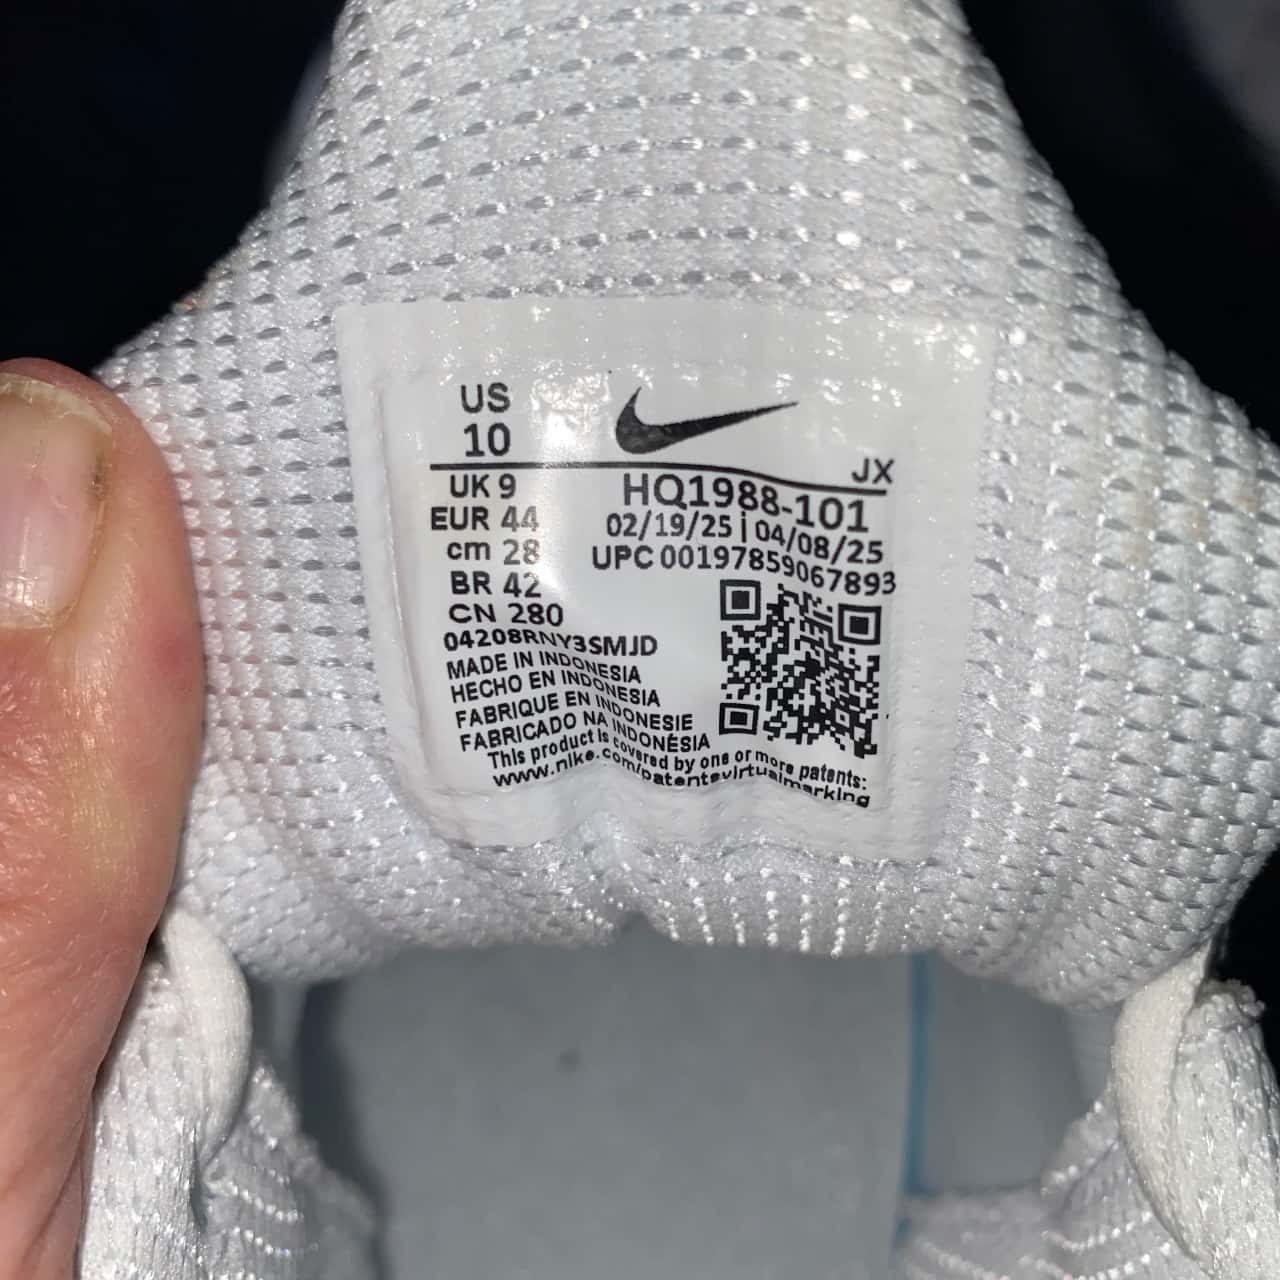 US
10
JX
UK 9
HQ1988-101
EUR 44
02/19/25 | 04/08/25
cm 28
UPC 00197859067893
BR 42
CN 280
04208RNY3SMJD
MADE IN INDONESIA
HECHO EN INDONESIA
FABRIQUE EN INDONESIE
FABRICADO NA INDONÉSIA
This product is covered by one or more patents:
www.nike.com/patentsvirtualmarking